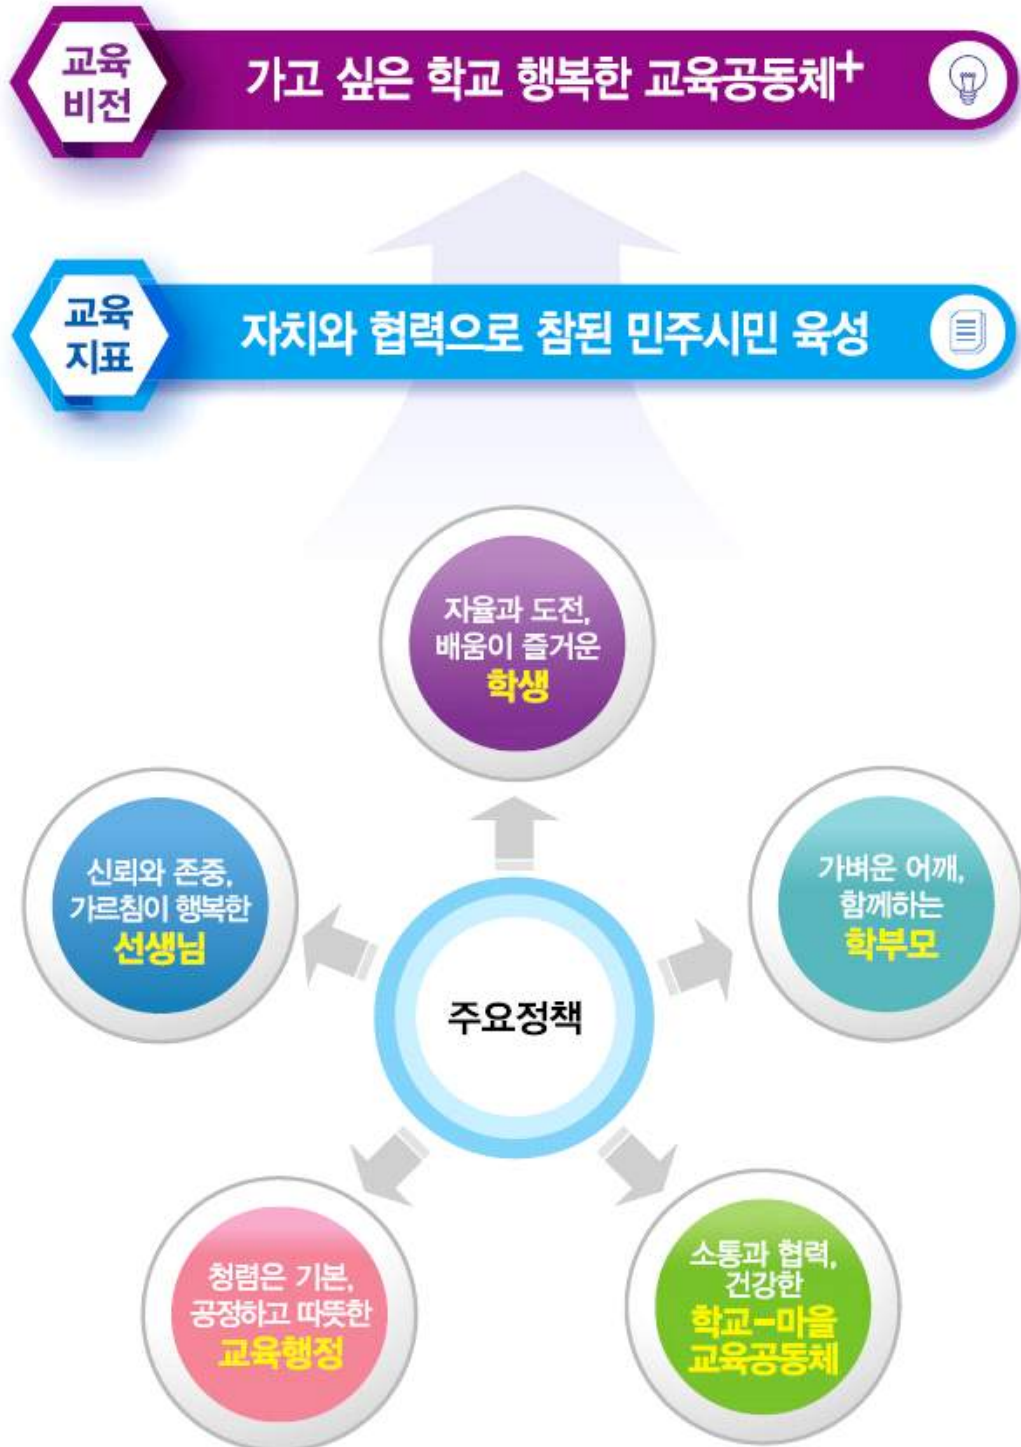 교육
비전
가고 싶은 학교 행복한 교육공동체+
교육
지표
자치와 협력으로 참된 민주시민 육성
자율과 도전,
배움이 즐거운
학생
신뢰와 존중,
가르침이 행복한
선생님
가벼운 어깨,
함께하는
학부모
주요정책
청렴은 기본,
공정하고 따뜻한
교육행정
소통과 협력,
건강한
학교-마을
교육공동체